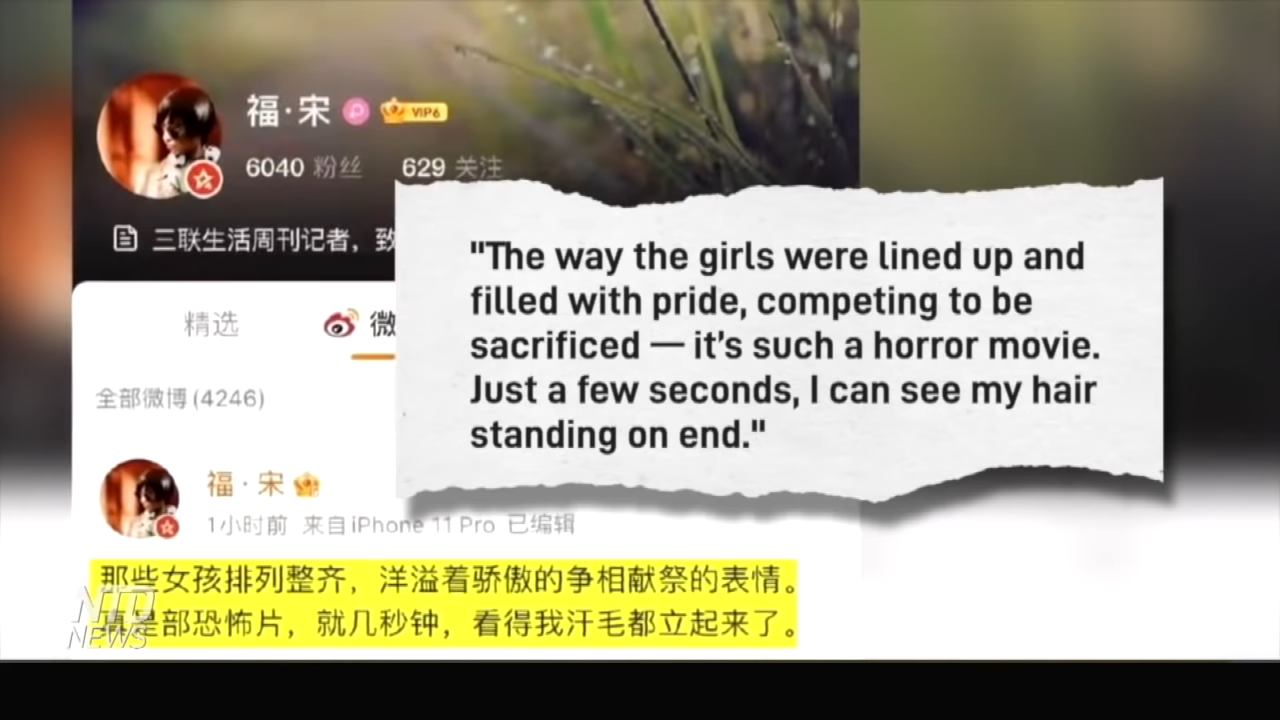 福·宋 VIP6
6040 粉丝 629 关注
三联生活周刊记者，致
"The way the girls were lined up and
filled with pride, competing to be
sacrificed — it's such a horror movie.
Just a few seconds, I can see my hair
standing on end."
精选 微
全部微博(4246)
福·宋
1小时前 来自iPhone 11 Pro 已编辑
那些女孩排列整齐，洋溢着骄傲的争相献祭的表情。
真是部恐怖片，就几秒钟，看得我汗毛都立起来了。
NTD
NEWS